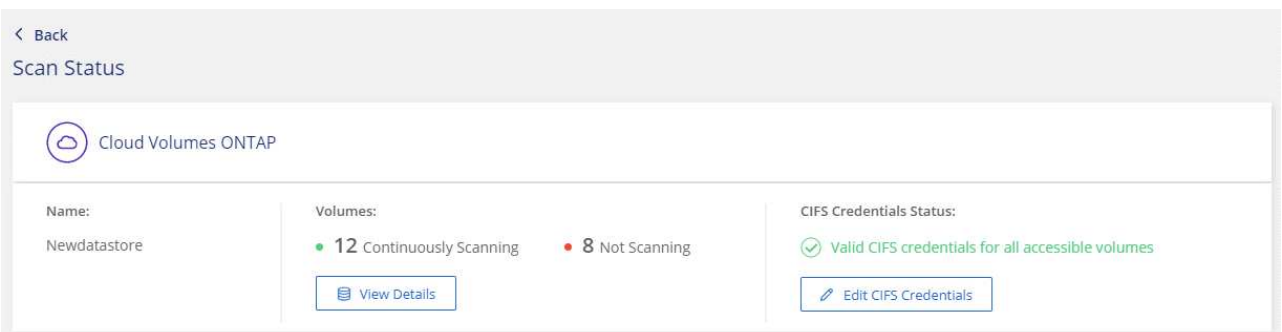 Back
Scan Status
Cloud Volumes ONTAP
Name:
Newdatastore
Volumes:
12 Continuously Scanning
8 Not Scanning
View Details
CIFS Credentials Status:
Valid CIFS credentials for all accessible volumes
Edit CIFS Credentials